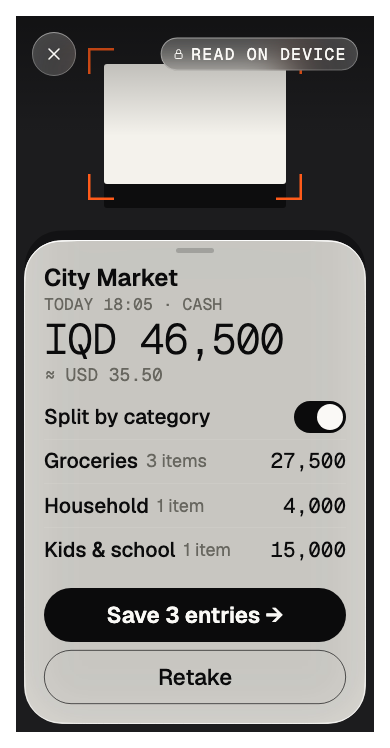 READ ON DEVICE
City Market
TODAY 18:05 · CASH
IQD 46,500
≈ USD 35.50
Split by category
Groceries 3 items 27,500
Household 1 item 4,000
Kids & school 1 item 15,000
Save 3 entries →
Retake